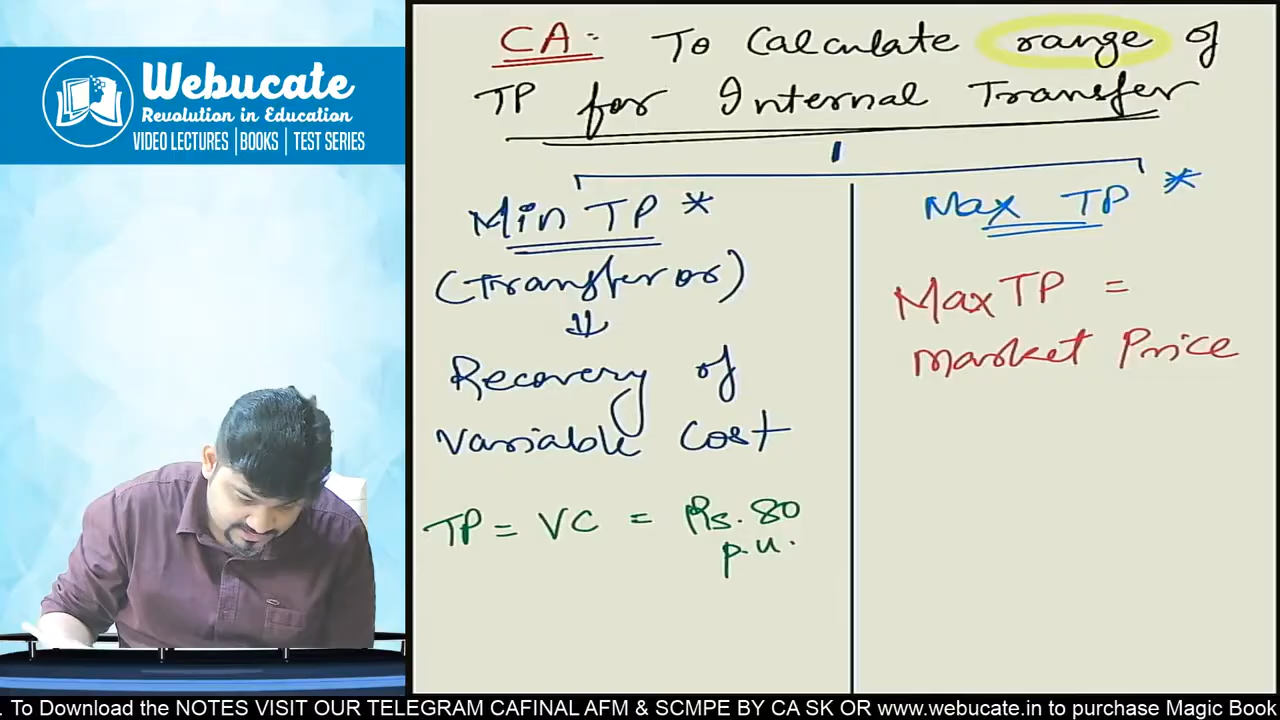 Webucate
Revolution in Education
VIDEO LECTURES | BOOKS | TEST SERIES
CA:- To Calculate range of
TP for Internal Transfer
Min TP *
(Transferor)
⇓
Recovery of
Variable Cost
TP = VC = Rs. 80
p.u.
Max TP *
Max TP =
Market Price
. To Download the NOTES VISIT OUR TELEGRAM CAFINAL AFM & SCMPE BY CA SK OR www.webucate.in to purchase Magic Book